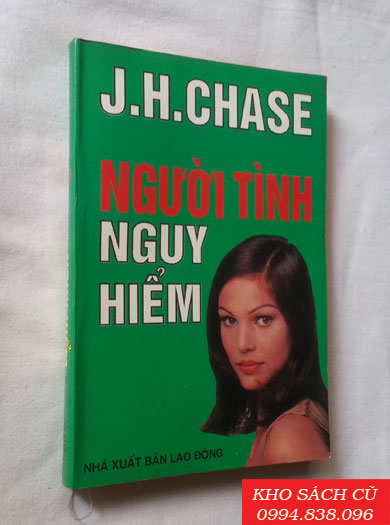 J.H.CHASE
NGƯỜI TÌNH
NGUY
HIỂM
NHÀ XUẤT BẢN LAO ĐỘNG
KHO SÁCH CŨ
0994.838.096